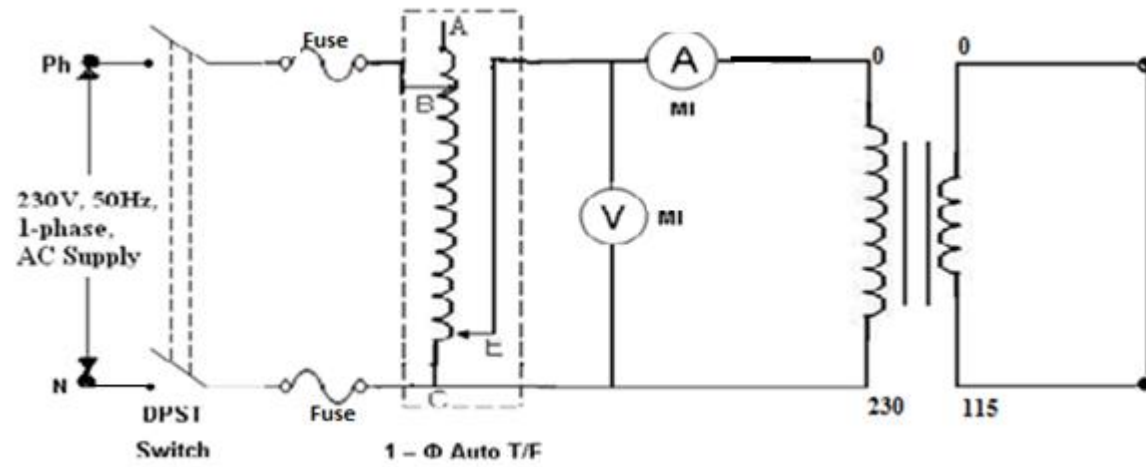 Ph
230V, 50Hz,
1-phase,
AC Supply
N
DPST
Switch
Fuse
Fuse
A
B
E
C
1 – Φ Auto T/F
A
MI
V
MI
0
230
0
115